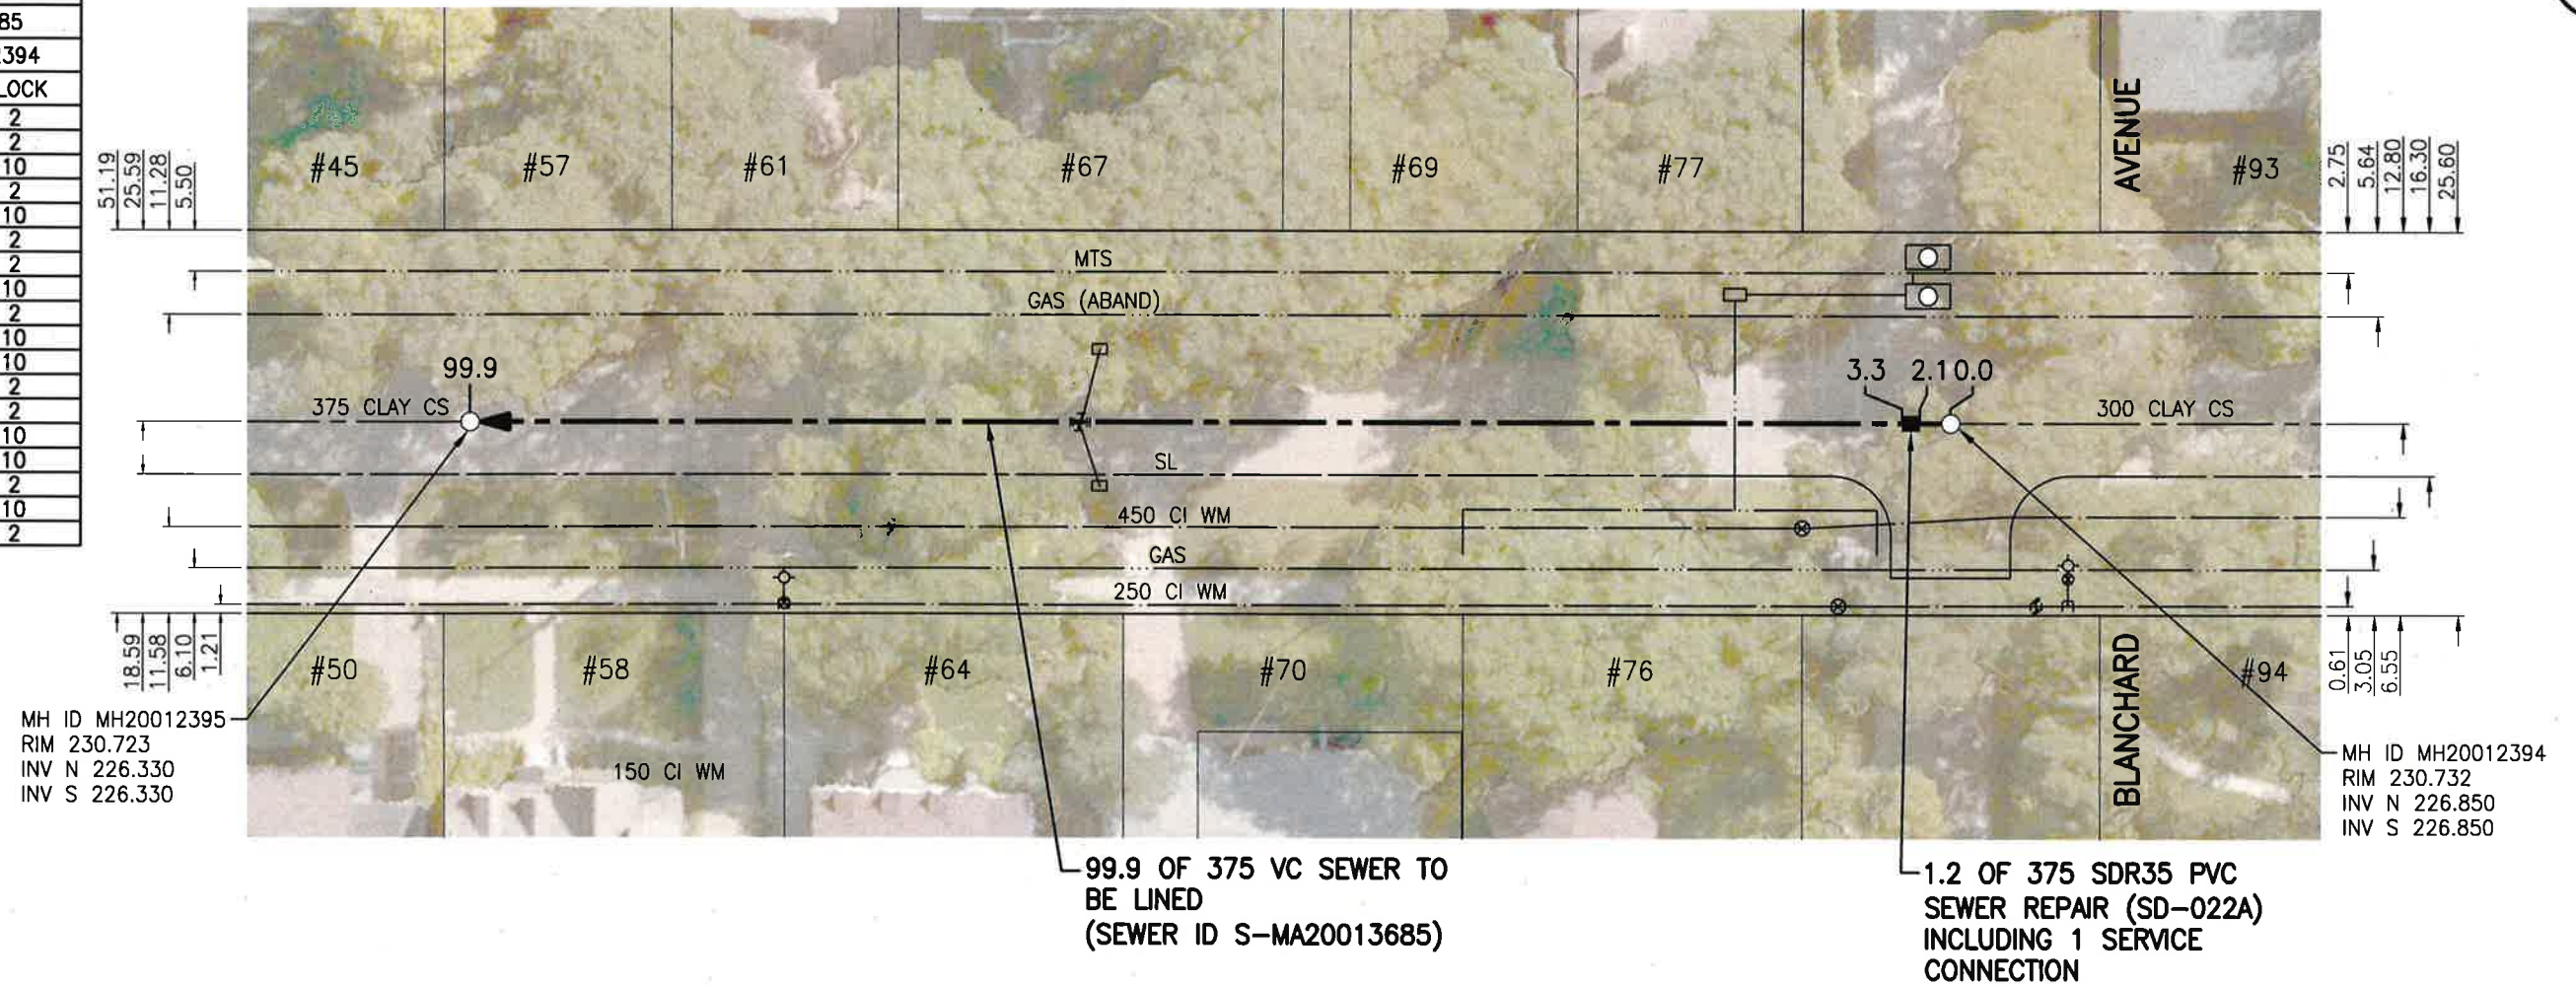 85
2394
LOCK
2
2
10
2
10
2
2
10
2
10
10
2
2
10
10
2
10
2
51.19
25.59
11.28
5.50
#45
#57
#61
#67
#69
#77
AVENUE
#93
2.75
5.64
12.80
16.30
25.60
MTS
GAS (ABAND)
99.9
3.3 2.1 0.0
375 CLAY CS
300 CLAY CS
SL
450 CI WM
GAS
250 CI WM
18.59
11.58
6.10
1.21
#50
#58
#64
#70
#76
BLANCHARD
#94
0.61
3.05
6.55
150 CI WM
MH ID MH20012395
RIM 230.723
INV N 226.330
INV S 226.330
MH ID MH20012394
RIM 230.732
INV N 226.850
INV S 226.850
99.9 OF 375 VC SEWER TO
BE LINED
(SEWER ID S-MA20013685)
1.2 OF 375 SDR35 PVC
SEWER REPAIR (SD-022A)
INCLUDING 1 SERVICE
CONNECTION